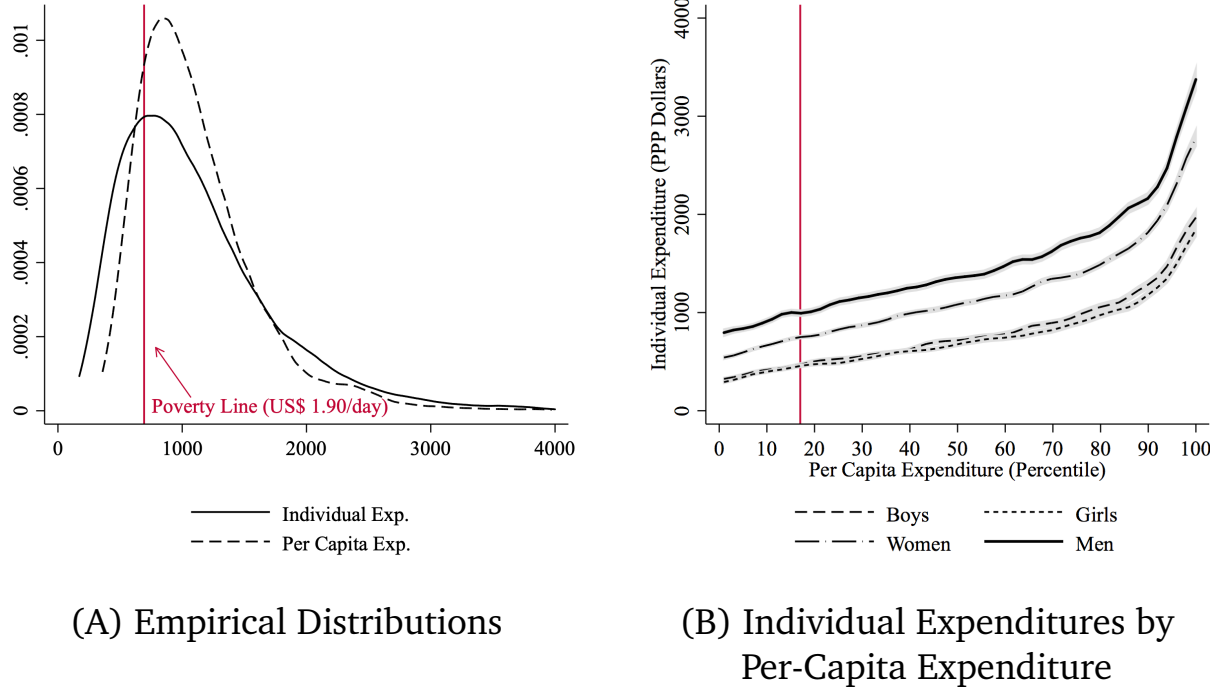 .001
.0008
.0006
.0004
.0002
0
Poverty Line (US$ 1.90/day)
0 1000 2000 3000 4000
Individual Exp.
Per Capita Exp.
(A) Empirical Distributions
Individual Expenditure (PPP Dollars)
4000
3000
2000
1000
0
0 10 20 30 40 50 60 70 80 90 100
Per Capita Expenditure (Percentile)
Boys Girls
Women Men
(B) Individual Expenditures by
Per-Capita Expenditure